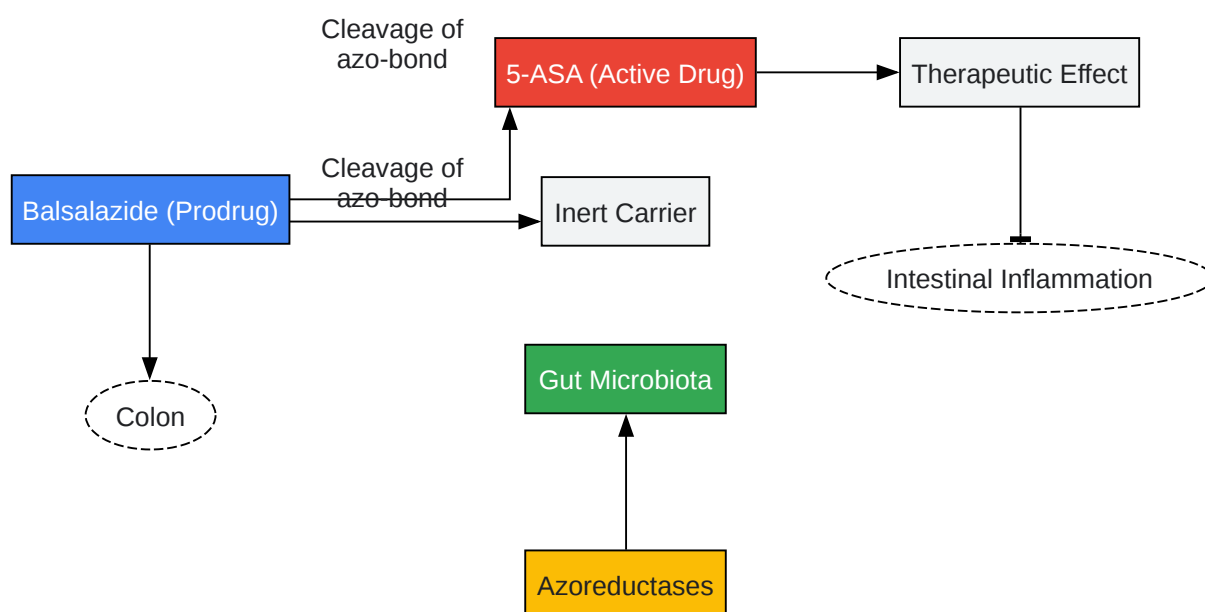 Cleavage of
azo-bond
5-ASA (Active Drug)
Therapeutic Effect
Cleavage of
azo-bond
Balsalazide (Prodrug)
Inert Carrier
Intestinal Inflammation
Gut Microbiota
Colon
Azoreductases